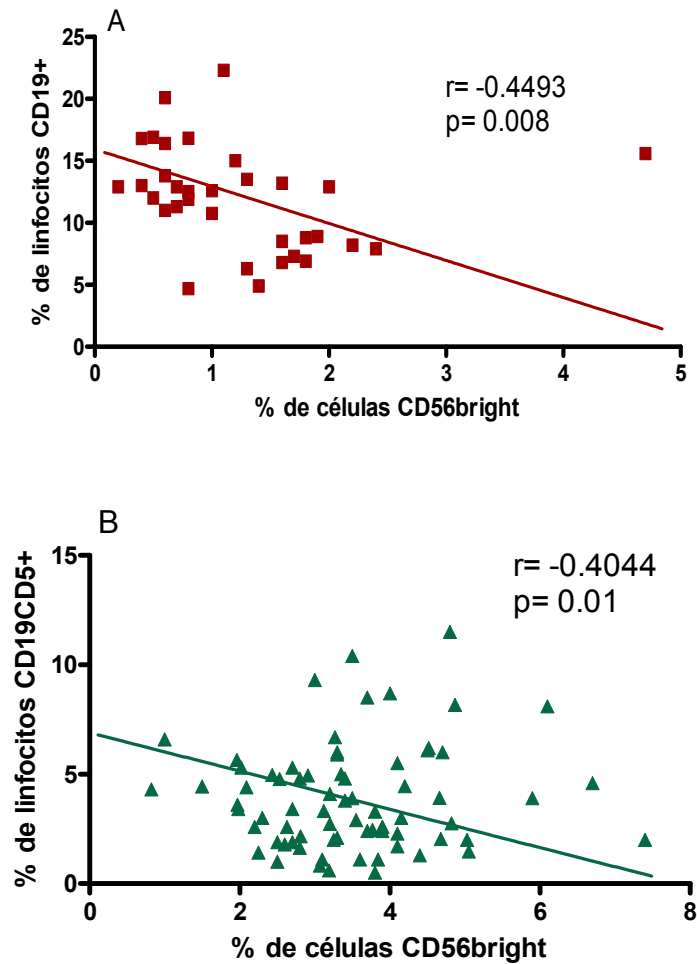 A
r= -0.4493
p= 0.008
% de linfocitos CD19+
25
20
15
10
5
0
0 1 2 3 4 5
% de células CD56bright
B
r= -0.4044
p= 0.01
% de linfocitos CD19CD5+
15
10
5
0
0 2 4 6 8
% de células CD56bright